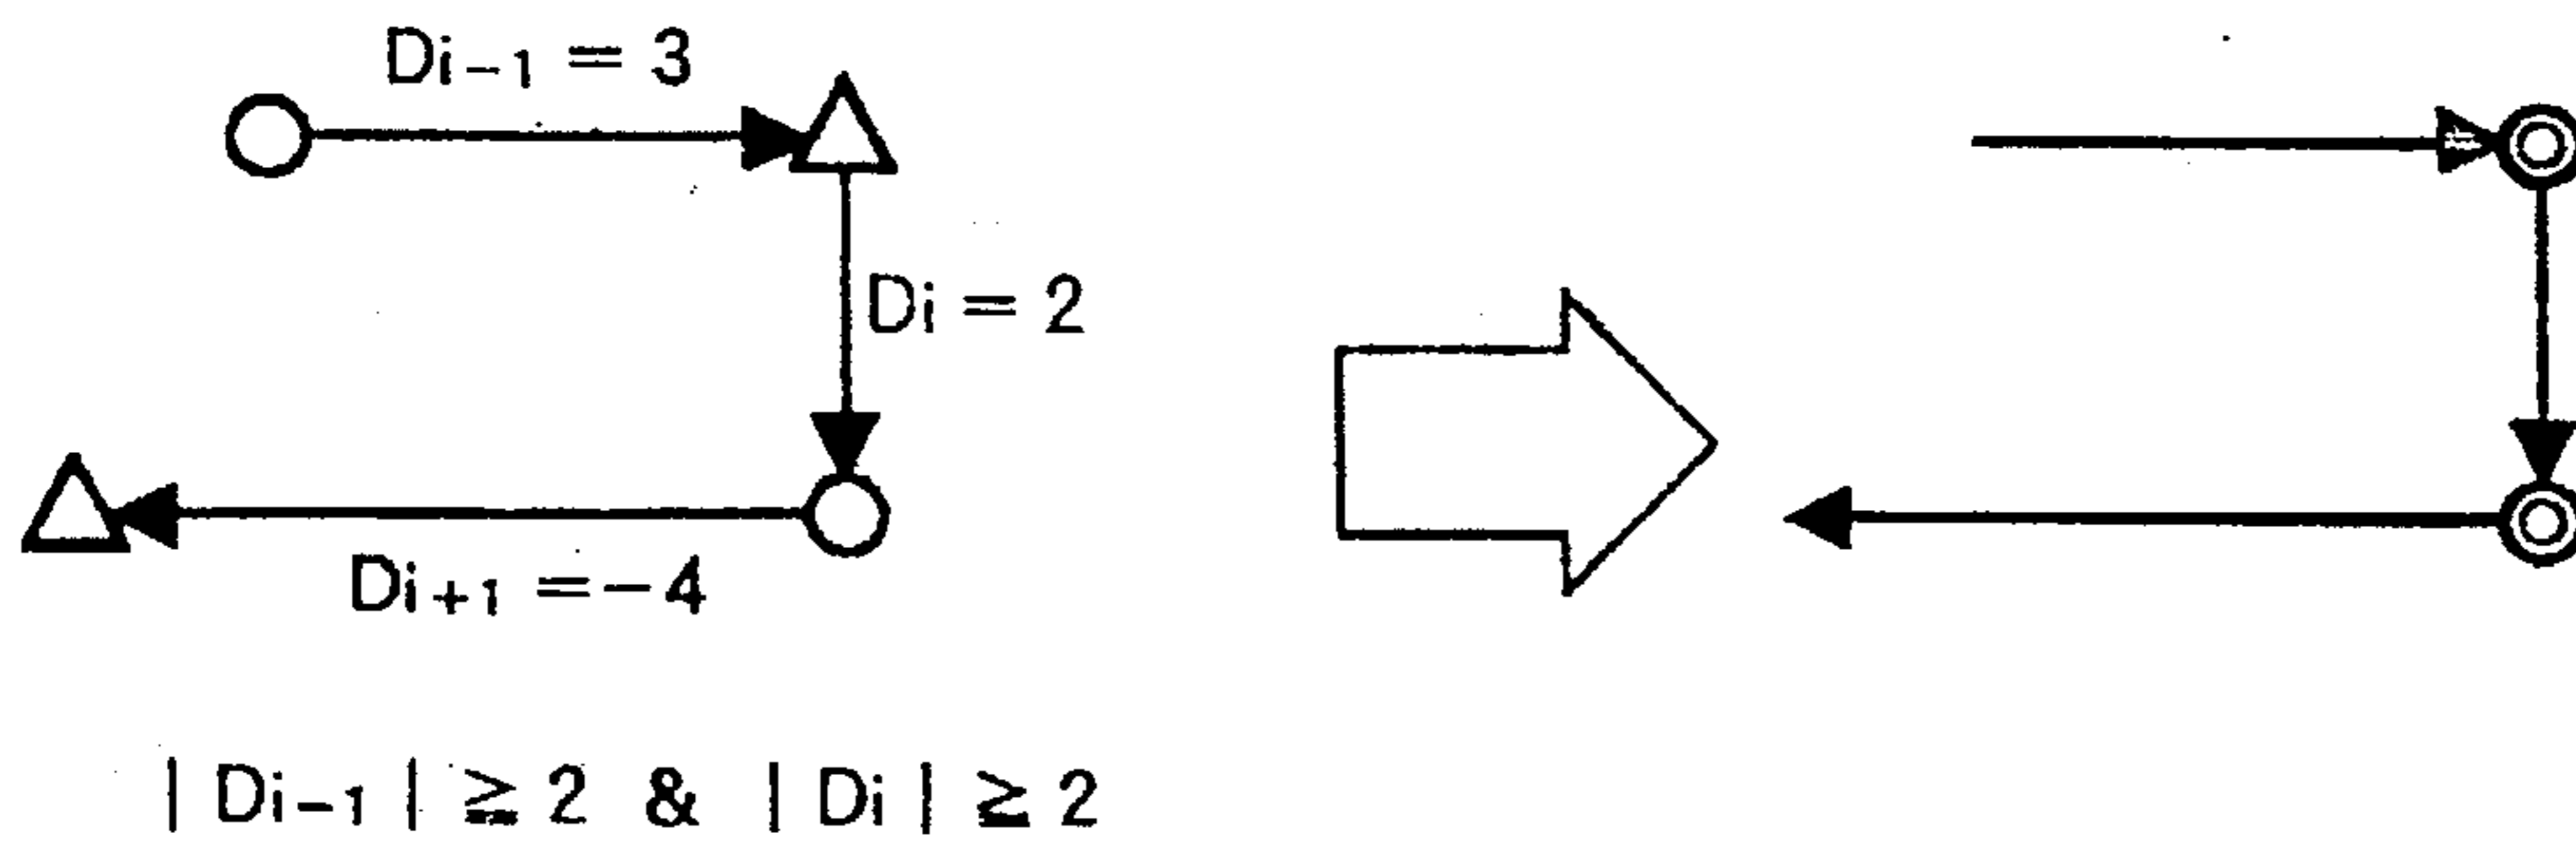 Di−1 = 3
Di = 2
Di+1 = −4
| Di−1 | ≧ 2 & | Di | ≧ 2